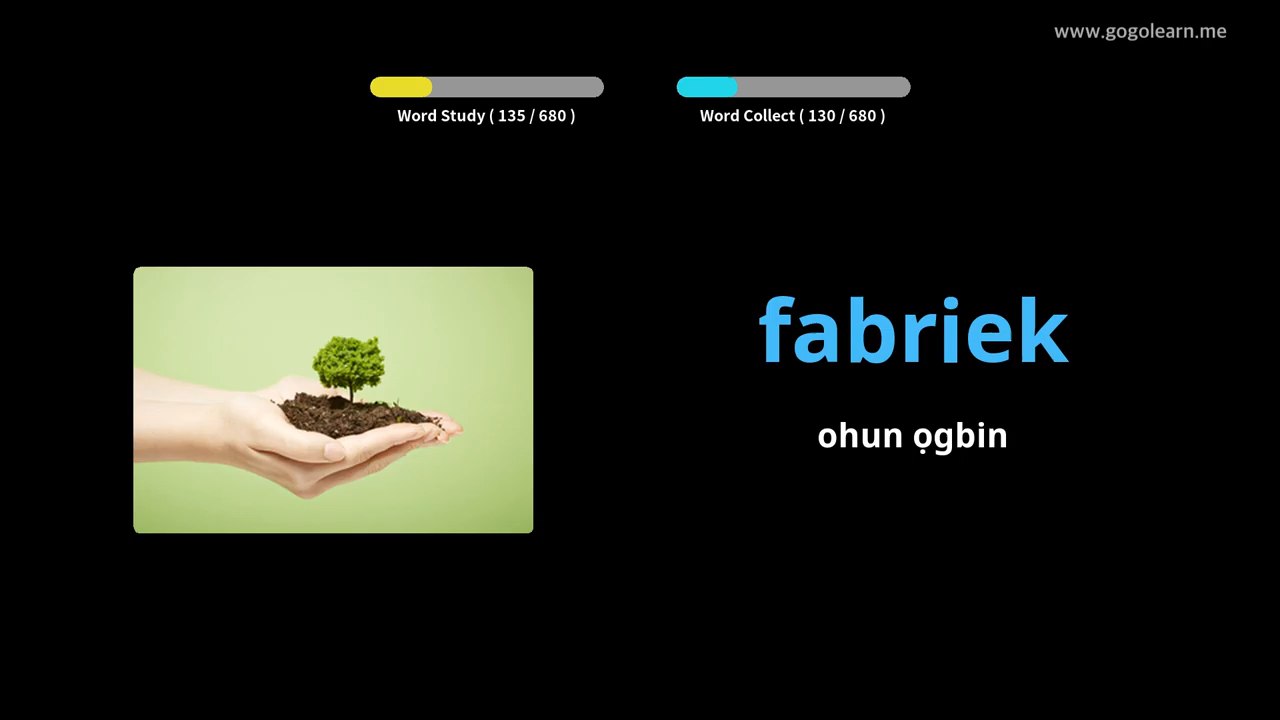 www.gogolearn.me
Word Study ( 135 / 680 )
Word Collect ( 130 / 680 )
fabriek
ohun ọgbin